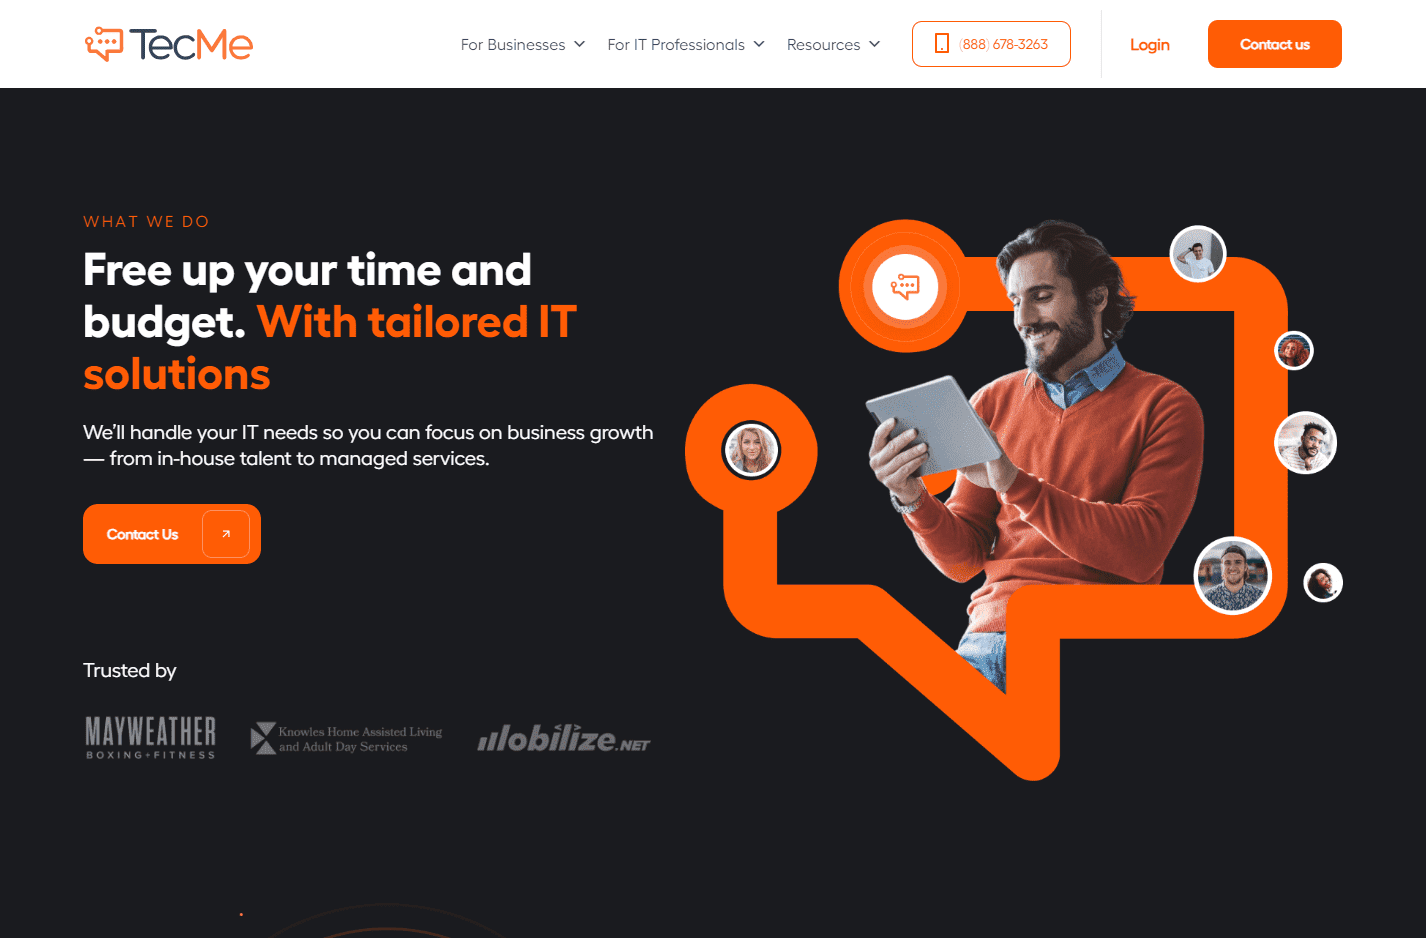 TecMe
For Businesses
For IT Professionals
Resources
(888) 678-3263
Login
Contact us
WHAT WE DO
Free up your time and
budget. With tailored IT
solutions
We'll handle your IT needs so you can focus on business growth
— from in-house talent to managed services.
Contact Us
Trusted by
MAYWEATHER
BOXING + FITNESS
Knowles Home Assisted Living
and Adult Day Services
Mobilize.NET